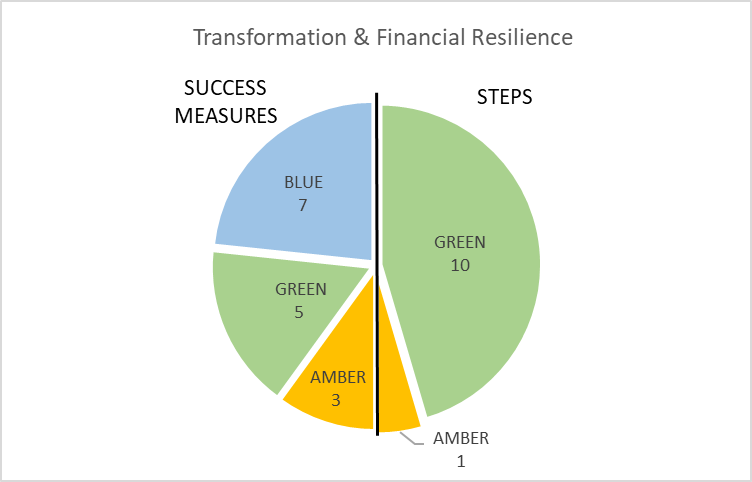 Transformation & Financial Resilience
SUCCESS
MEASURES
STEPS
BLUE
7
GREEN
10
GREEN
5
AMBER
3
AMBER
1